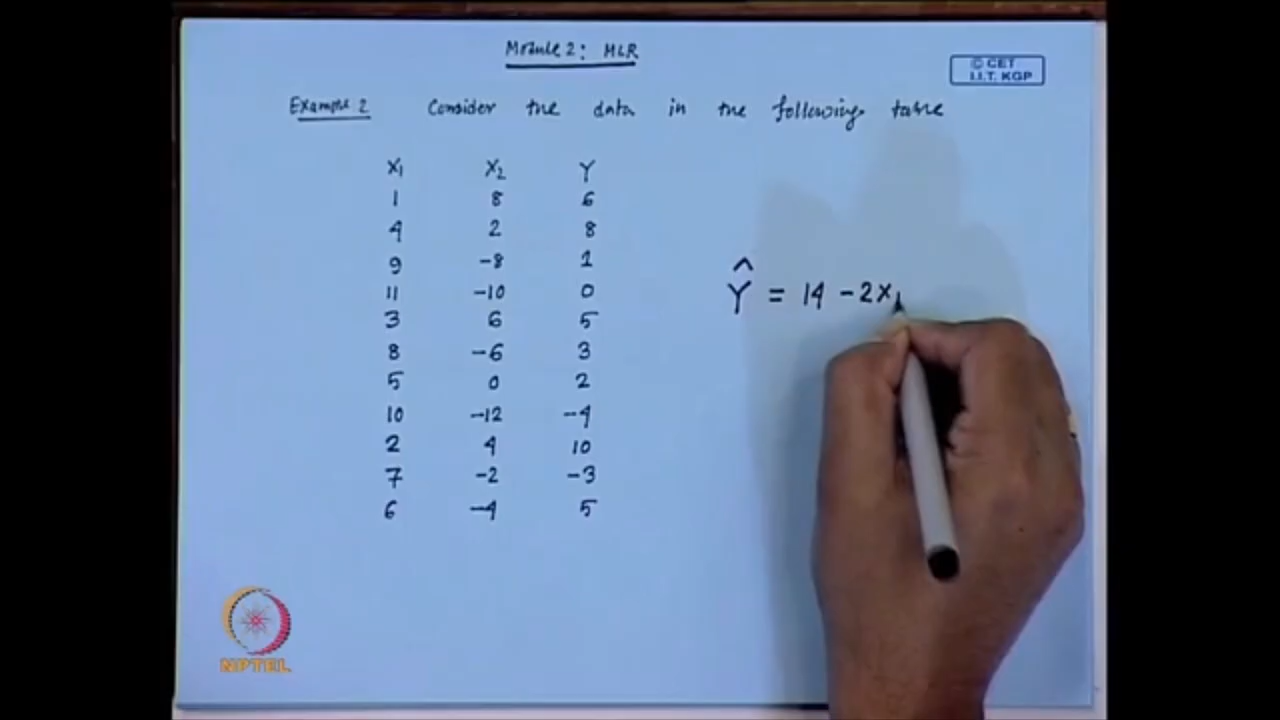 Module 2: MLR
© CET
I.I.T. KGP
Example 2 Consider the data in the following table
X1 X2 Y
1 8 6
4 2 8
9 -8 1
11 -10 0
3 6 5
8 -6 3
5 0 2
10 -12 -4
2 4 10
7 -2 -3
6 -4 5
Ŷ = 14 - 2X1
NPTEL